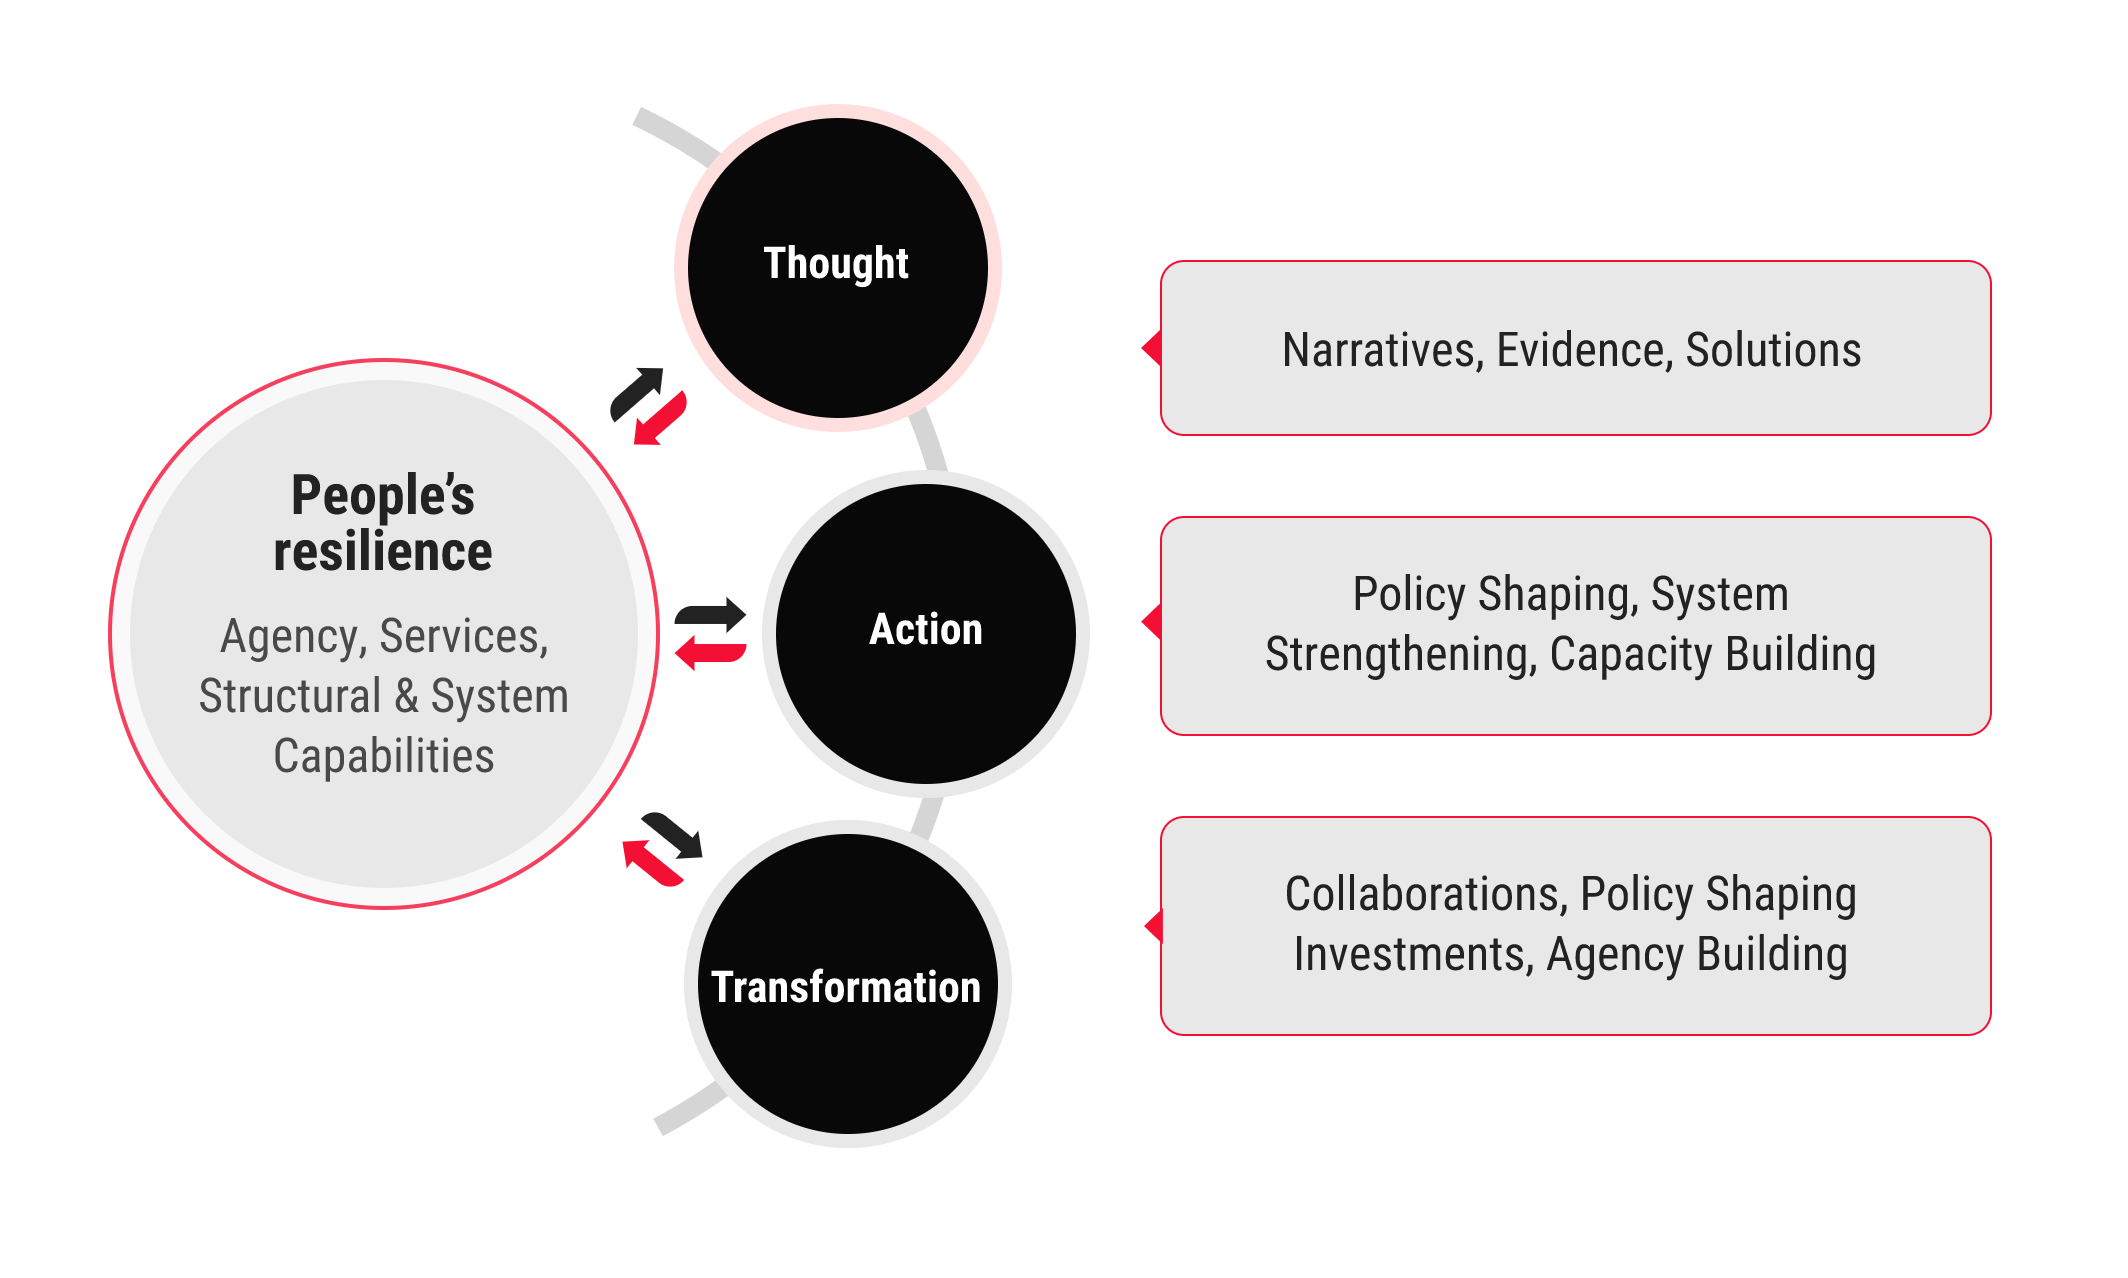 People’s
resilience
Agency, Services,
Structural & System
Capabilities
Thought
Action
Transformation
Narratives, Evidence, Solutions
Policy Shaping, System
Strengthening, Capacity Building
Collaborations, Policy Shaping
Investments, Agency Building